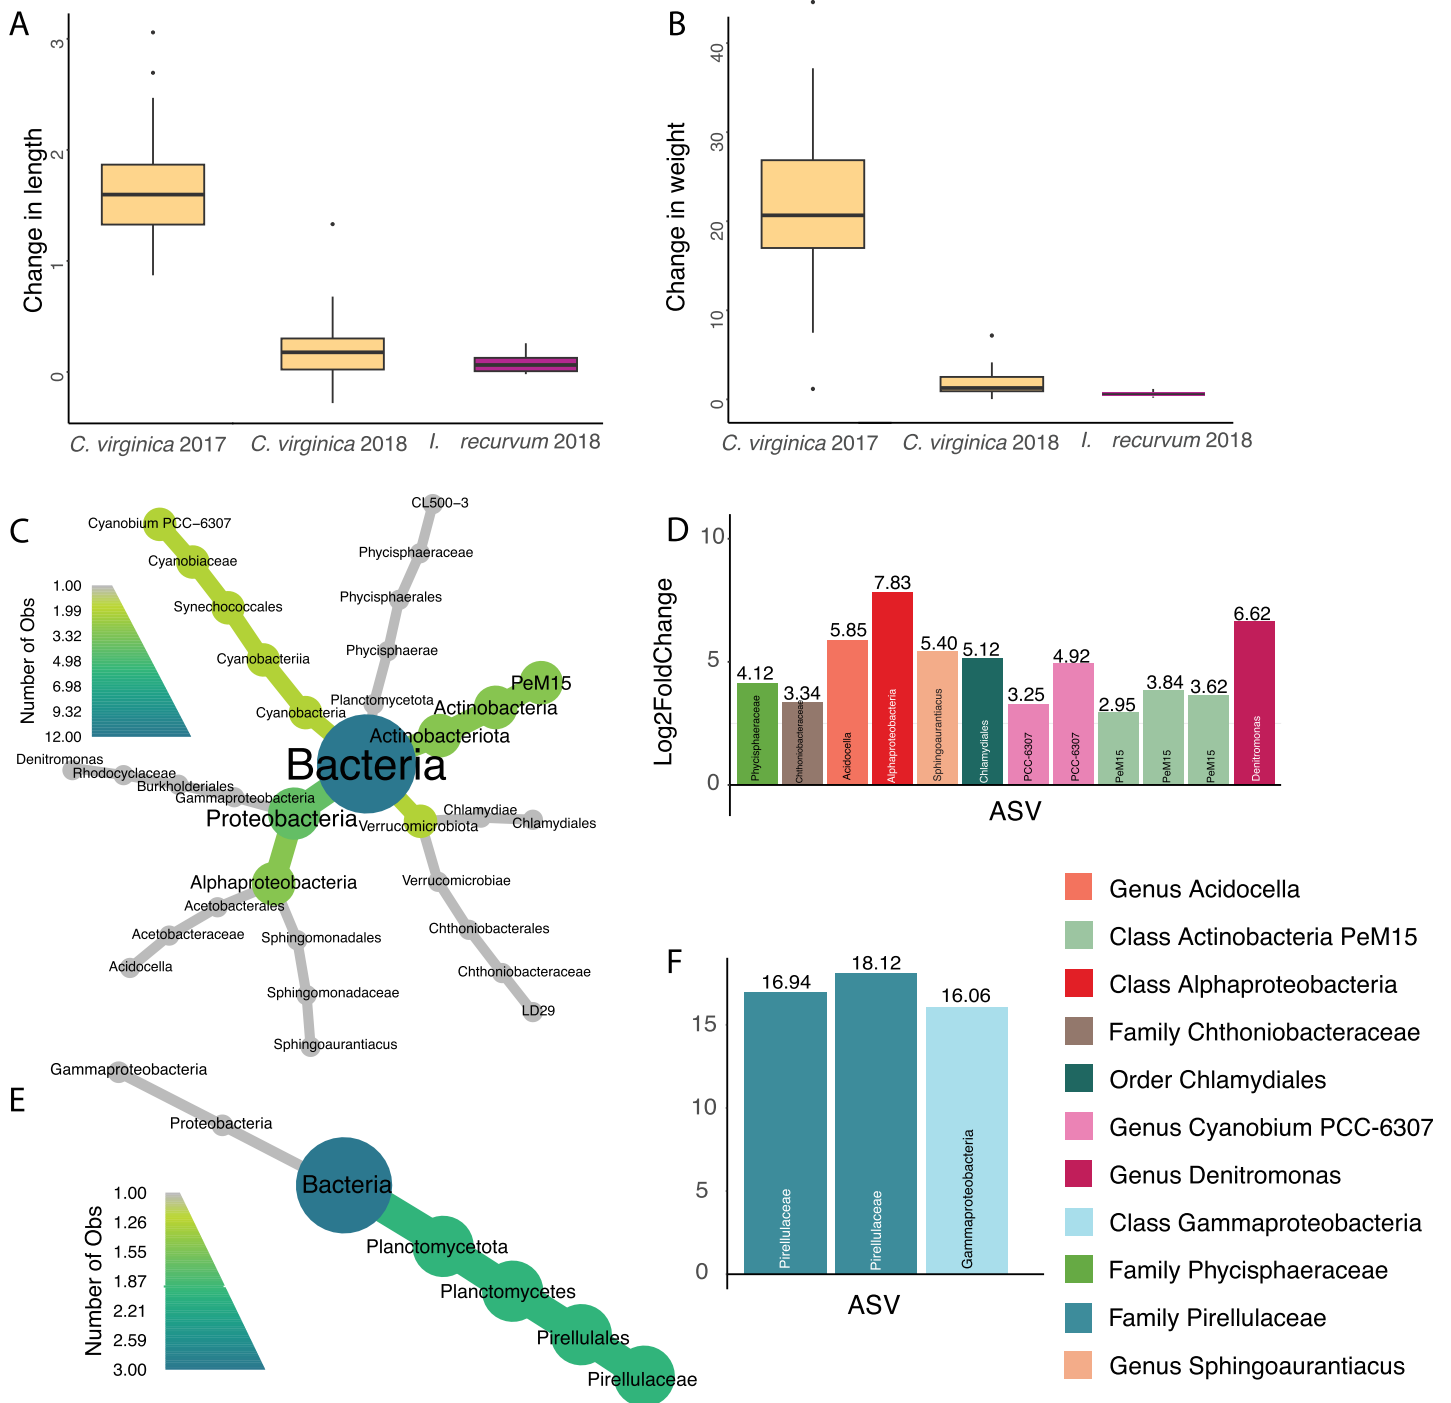 A
Change in length
3
2
1
0
C. virginica 2017
C. virginica 2018
I. recurvum 2018
B
Change in weight
40
30
20
10
0
C. virginica 2017
C. virginica 2018
I. recurvum 2018
C
Number of Obs
1.00
1.99
3.32
4.98
6.98
9.32
12.00
Cyanobium PCC-6307
Cyanobiaceae
Synechococcales
Cyanobacteriia
Cyanobacteria
CL500-3
Phycisphaeraceae
Phycisphaerales
Phycisphaerae
Planctomycetota
PeM15
Actinobacteria
Actinobacteriota
Bacteria
Denitromonas
Rhodocyclaceae
Burkholderiales
Gammaproteobacteria
Proteobacteria
Verrucomicrobiota
Chlamydiae
Chlamydiales
Alphaproteobacteria
Acetobacterales
Acetobacteraceae
Acidocella
Sphingomonadales
Sphingomonadaceae
Sphingoaurantiacus
Verrucomicrobiae
Chthoniobacterales
Chthoniobacteraceae
LD29
D
Log2FoldChange
10
5
0
4.12
3.34
5.85
7.83
5.40
5.12
3.25
4.92
2.95
3.84
3.62
6.62
Phycisphaeraceae
Chthoniobacteraceae
Acidocella
Alphaproteobacteria
Sphingoaurantiacus
Chlamydiales
PCC-6307
PCC-6307
PeM15
PeM15
PeM15
Denitromonas
ASV
E
Number of Obs
1.00
1.26
1.55
1.87
2.21
2.59
3.00
Gammaproteobacteria
Proteobacteria
Bacteria
Planctomycetota
Planctomycetes
Pirellulales
Pirellulaceae
F
15
10
5
0
16.94
18.12
16.06
Pirellulaceae
Pirellulaceae
Gammaproteobacteria
ASV
Genus Acidocella
Class Actinobacteria PeM15
Class Alphaproteobacteria
Family Chthoniobacteraceae
Order Chlamydiales
Genus Cyanobium PCC-6307
Genus Denitromonas
Class Gammaproteobacteria
Family Phycisphaeraceae
Family Pirellulaceae
Genus Sphingoaurantiacus